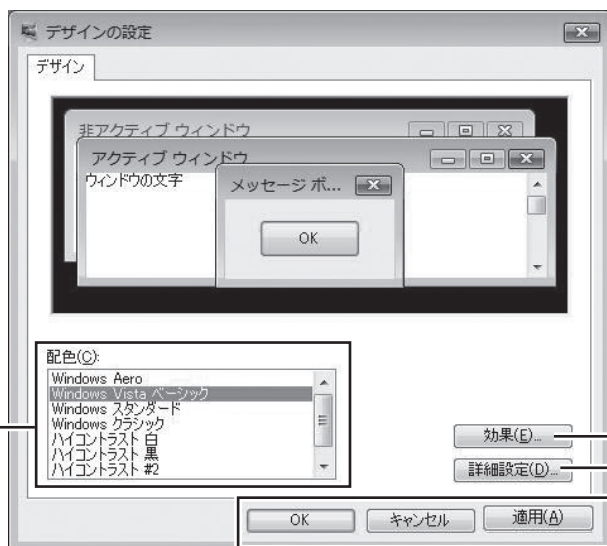 デザインの設定
デザイン
非アクティブ ウィンドウ
アクティブ ウィンドウ
ウィンドウの文字
メッセージ ボ...
OK
配色(C):
Windows Aero
Windows Vista ベーシック
Windows スタンダード
Windows クラシック
ハイコントラスト 白
ハイコントラスト 黒
ハイコントラスト #2
効果(E)...
詳細設定(D)...
OK
キャンセル
適用(A)